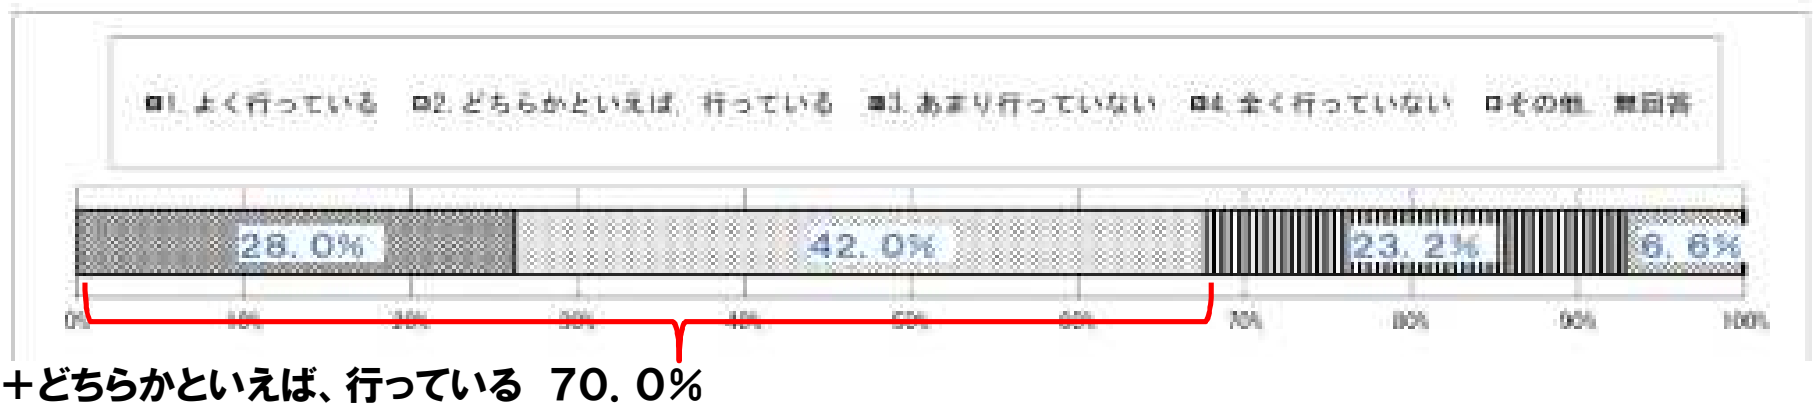 1. よく行っている 2. どちらかといえば、行っている 3. あまり行っていない 4. 全く行っていない その他、無回答
28. 0% 42. 0% 23. 2% 6. 6%
0% 10% 20% 30% 40% 50% 60% 70% 80% 90% 100%
＋どちらかといえば、行っている 70. 0%